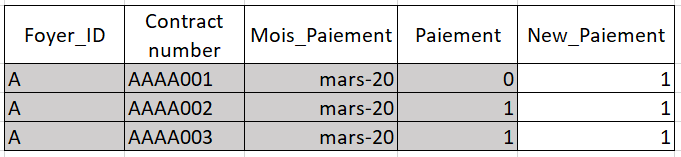 Foyer_ID Contract number Mois_Paiement Paiement New_Paiement
A AAAA001 mars-20 0 1
A AAAA002 mars-20 1 1
A AAAA003 mars-20 1 1